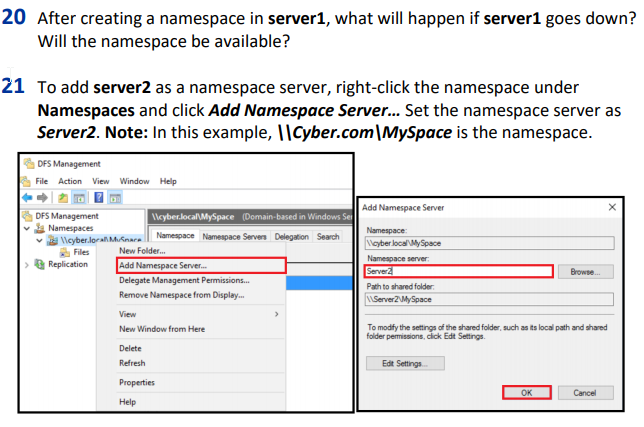 20 After creating a namespace in server1, what will happen if server1 goes down?
Will the namespace be available?
21 To add server2 as a namespace server, right-click the namespace under
Namespaces and click Add Namespace Server... Set the namespace server as
Server2. Note: In this example, \\Cyber.com\MySpace is the namespace.
DFS Management
File Action View Window Help
DFS Management
Namespaces
\\cyber.local\MySpace
Files
Replication
\\cyber.local\MySpace (Domain-based in Windows Ser
Namespace Namespace Servers Delegation Search
New Folder...
Add Namespace Server...
Delegate Management Permissions...
Remove Namespace from Display...
View
New Window from Here
Delete
Refresh
Properties
Help
Add Namespace Server
Namespace:
\\cyber.local\MySpace
Namespace server:
Server2
Browse...
Path to shared folder:
\\Server2\MySpace
To modify the settings of the shared folder, such as its local path and shared
folder permissions, click Edit Settings.
Edit Settings...
OK
Cancel